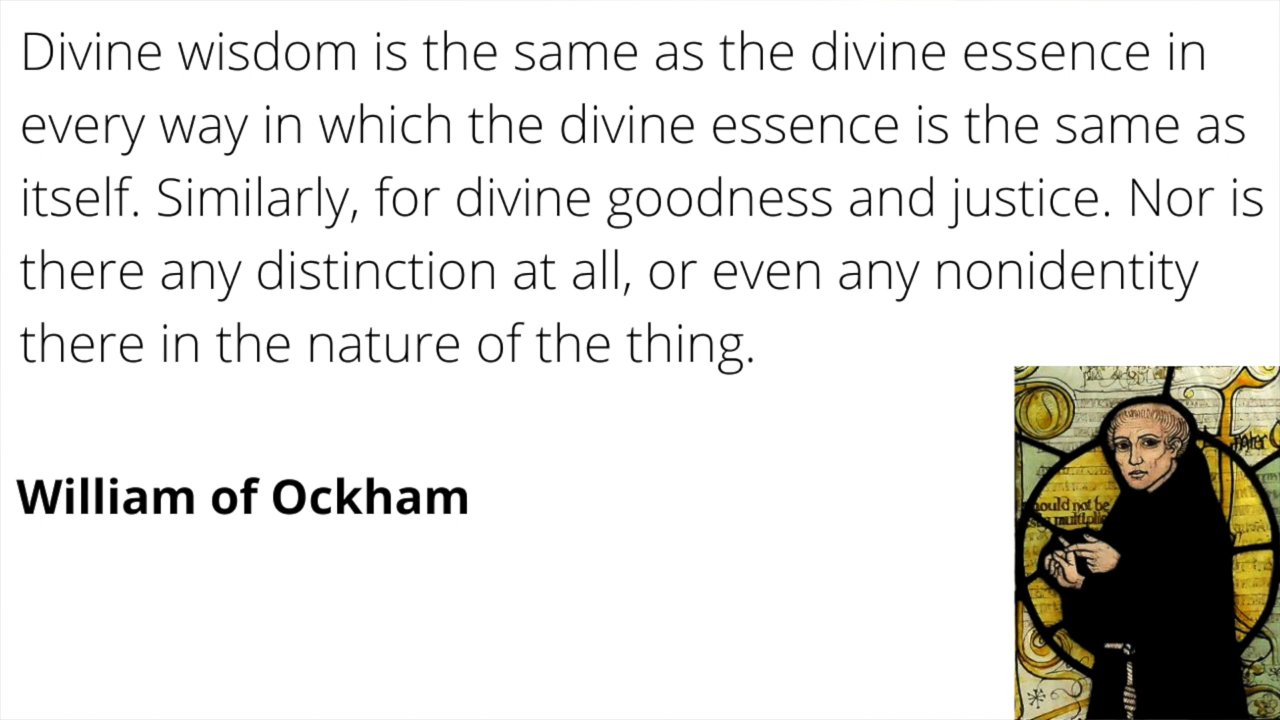 Divine wisdom is the same as the divine essence in
every way in which the divine essence is the same as
itself. Similarly, for divine goodness and justice. Nor is
there any distinction at all, or even any nonidentity
there in the nature of the thing.
William of Ockham
ould not be